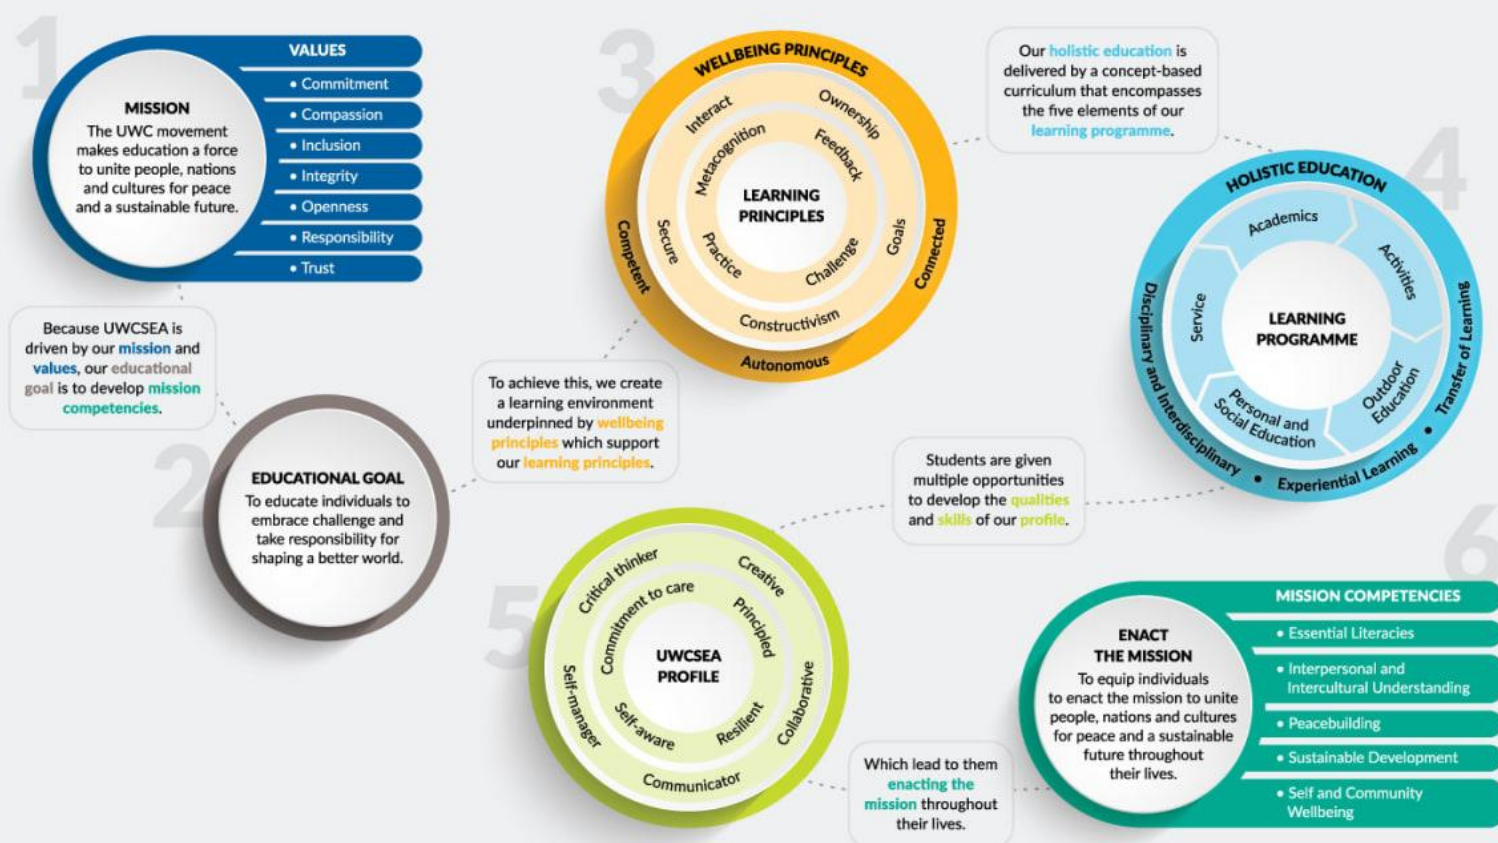 1
MISSION
The UWC movement
makes education a force
to unite people, nations
and cultures for peace
and a sustainable future.
VALUES
• Commitment
• Compassion
• Inclusion
• Integrity
• Openness
• Responsibility
• Trust
Because UWCSEA is
driven by our mission and
values, our educational
goal is to develop mission
competencies.
2
EDUCATIONAL GOAL
To educate individuals to
embrace challenge and
take responsibility for
shaping a better world.
To achieve this, we create
a learning environment
underpinned by wellbeing
principles which support
our learning principles.
3
WELLBEING PRINCIPLES
Connected
Autonomous
Competent
Interact
Ownership
Goals
Constructivism
Secure
Metacognition
Feedback
Challenge
Practice
LEARNING
PRINCIPLES
Our holistic education is
delivered by a concept-based
curriculum that encompasses
the five elements of our
learning programme.
4
HOLISTIC EDUCATION
Disciplinary and Interdisciplinary • Experiential Learning • Transfer of Learning
Academics
Activities
Outdoor
Education
Personal and
Social Education
Service
LEARNING
PROGRAMME
Students are given
multiple opportunities
to develop the qualities
and skills of our profile.
5
Critical thinker
Creative
Collaborative
Communicator
Self-manager
Commitment to care
Principled
Resilient
Self-aware
UWCSEA
PROFILE
Which lead to them
enacting the
mission throughout
their lives.
6
ENACT
THE MISSION
To equip individuals
to enact the mission to unite
people, nations and cultures
for peace and a sustainable
future throughout
their lives.
MISSION COMPETENCIES
• Essential Literacies
• Interpersonal and
Intercultural Understanding
• Peacebuilding
• Sustainable Development
• Self and Community
Wellbeing